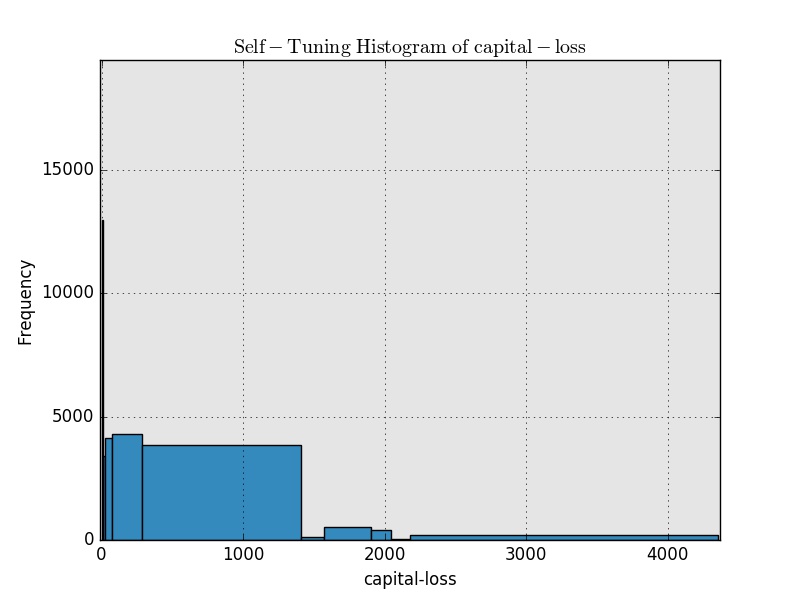 Self − Tuning Histogram of capital − loss
15000
10000
5000
0
Frequency
0 1000 2000 3000 4000
capital-loss